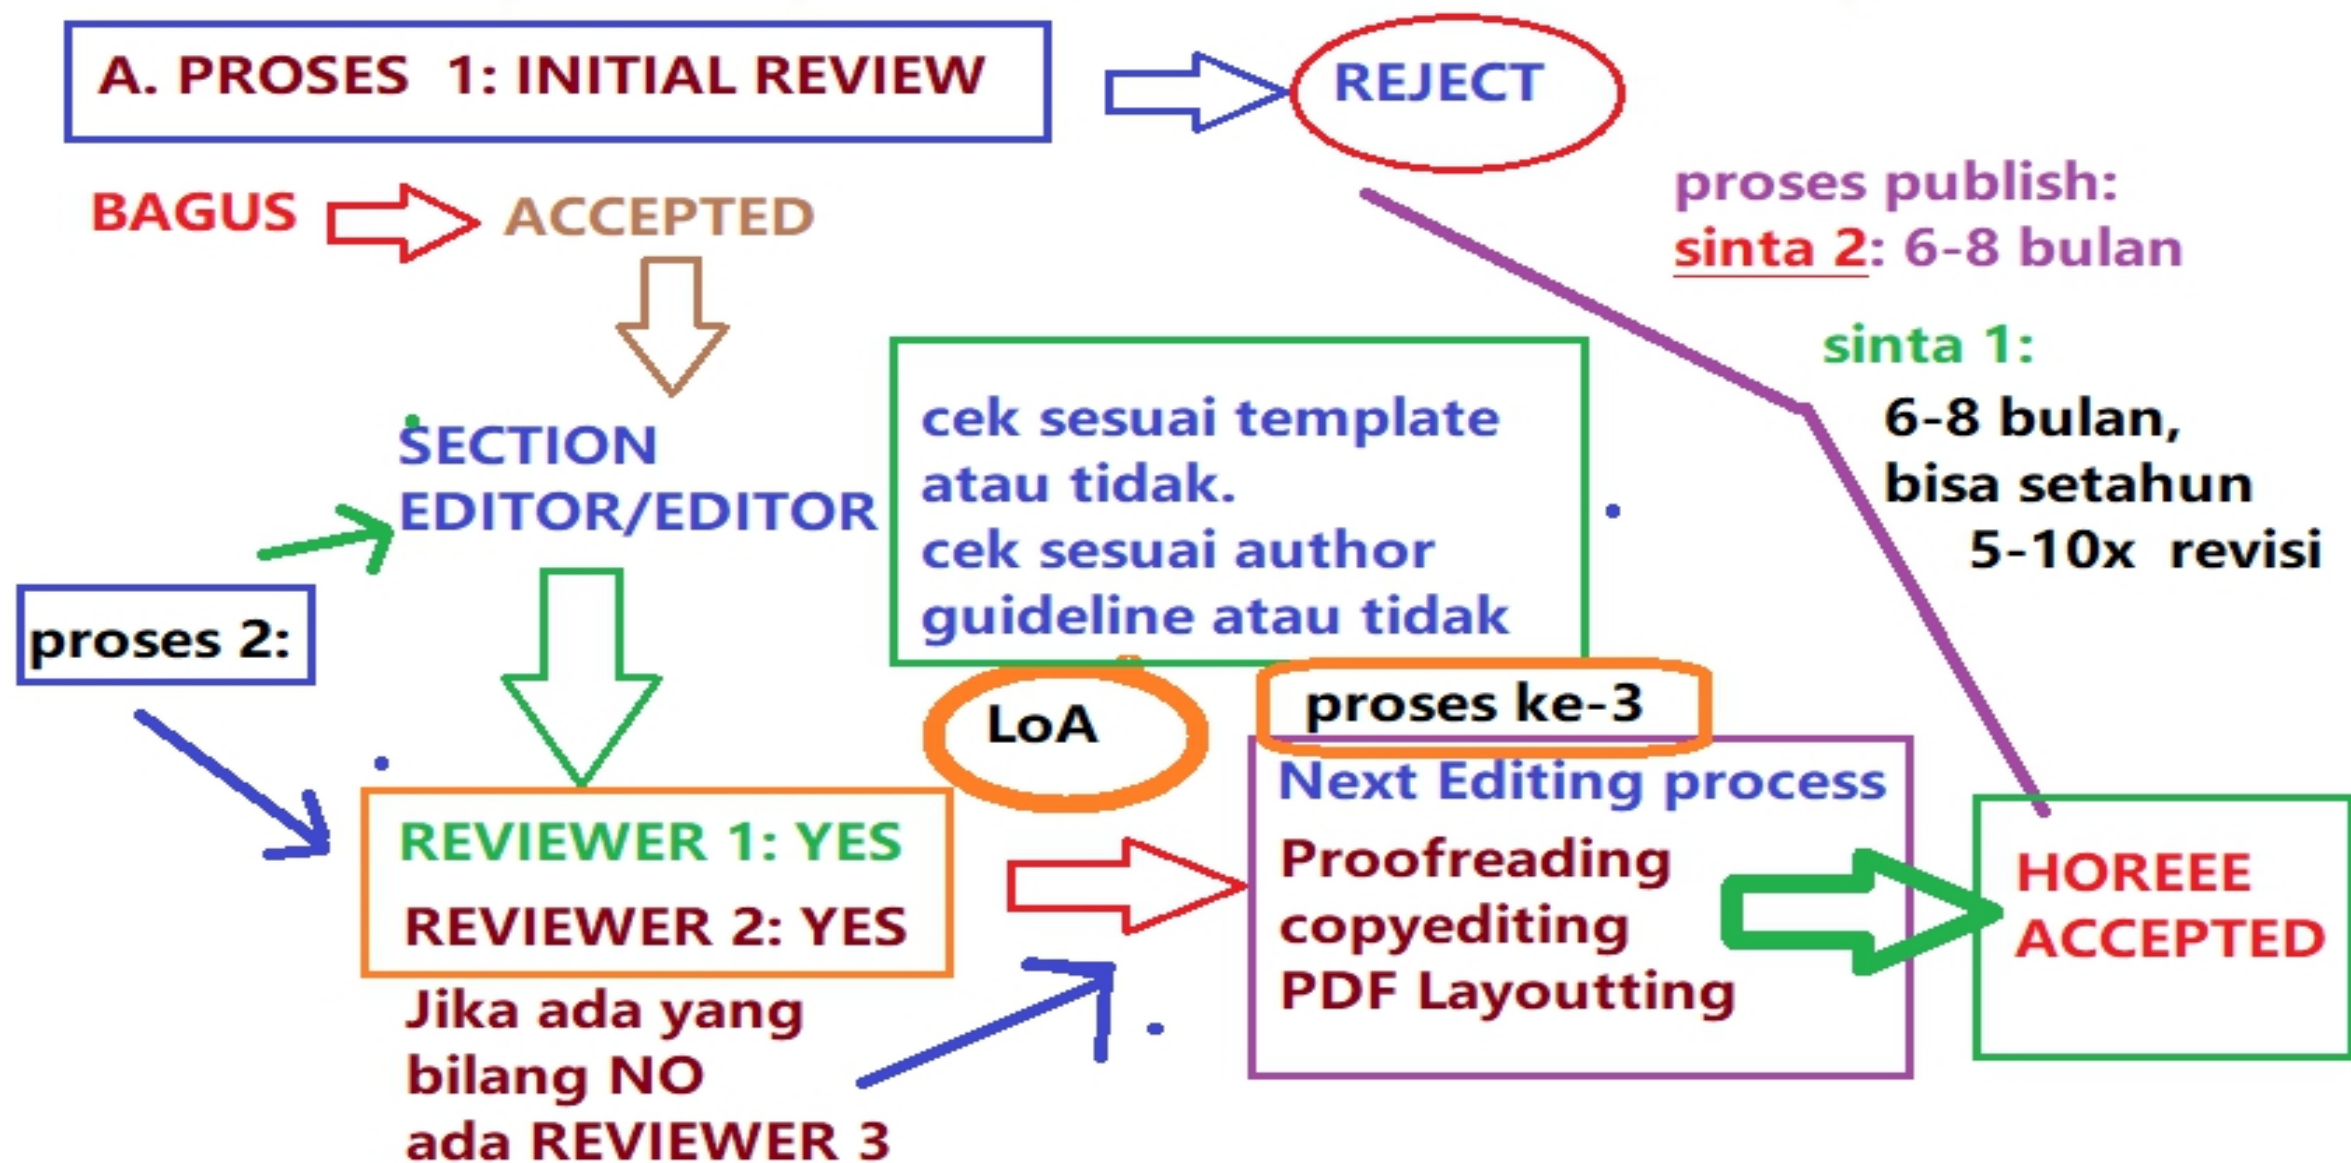 A. PROSES 1: INITIAL REVIEW
REJECT
BAGUS
ACCEPTED
proses publish:
sinta 2: 6-8 bulan
sinta 1:
6-8 bulan,
bisa setahun
5-10x revisi
SECTION
EDITOR/EDITOR
cek sesuai template
atau tidak.
cek sesuai author
guideline atau tidak
proses 2:
LoA
proses ke-3
Next Editing process
Proofreading
copyediting
PDF Layoutting
REVIEWER 1: YES
REVIEWER 2: YES
Jika ada yang
bilang NO
ada REVIEWER 3
HOREEE
ACCEPTED